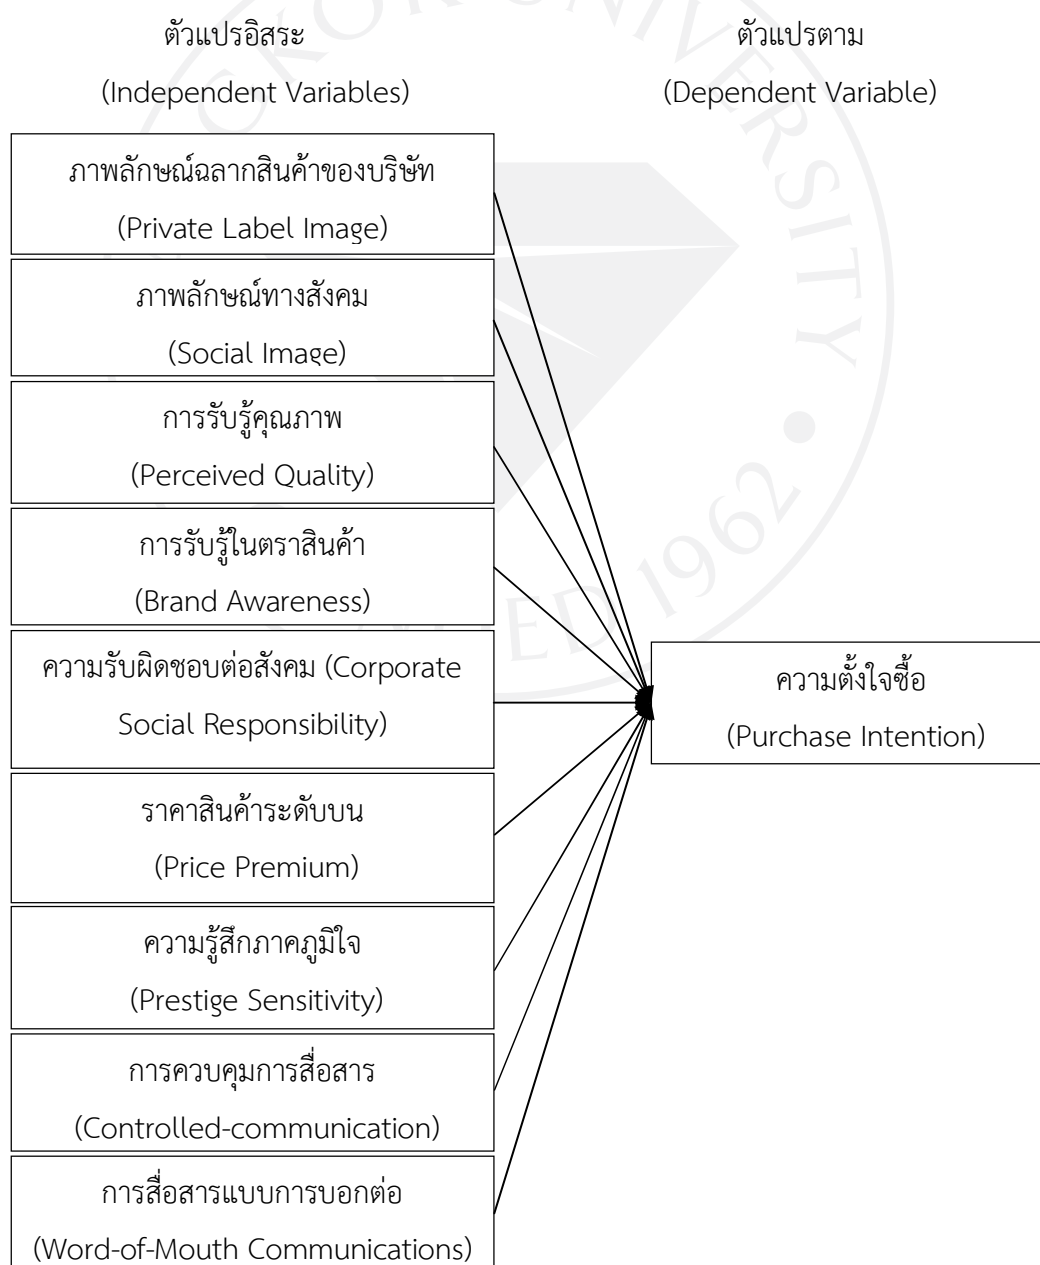 ตัวแปรอิสระ
(Independent Variables)
ตัวแปรตาม
(Dependent Variable)
ภาพลักษณ์ฉลากสินค้าของบริษัท
(Private Label Image)
ภาพลักษณ์ทางสังคม
(Social Image)
การรับรู้คุณภาพ
(Perceived Quality)
การรับรู้ในตราสินค้า
(Brand Awareness)
ความรับผิดชอบต่อสังคม (Corporate
Social Responsibility)
ราคาสินค้าระดับบน
(Price Premium)
ความรู้สึกภาคภูมิใจ
(Prestige Sensitivity)
การควบคุมการสื่อสาร
(Controlled-communication)
การสื่อสารแบบการบอกต่อ
(Word-of-Mouth Communications)
ความตั้งใจซื้อ
(Purchase Intention)
UNIVERSITY
1962